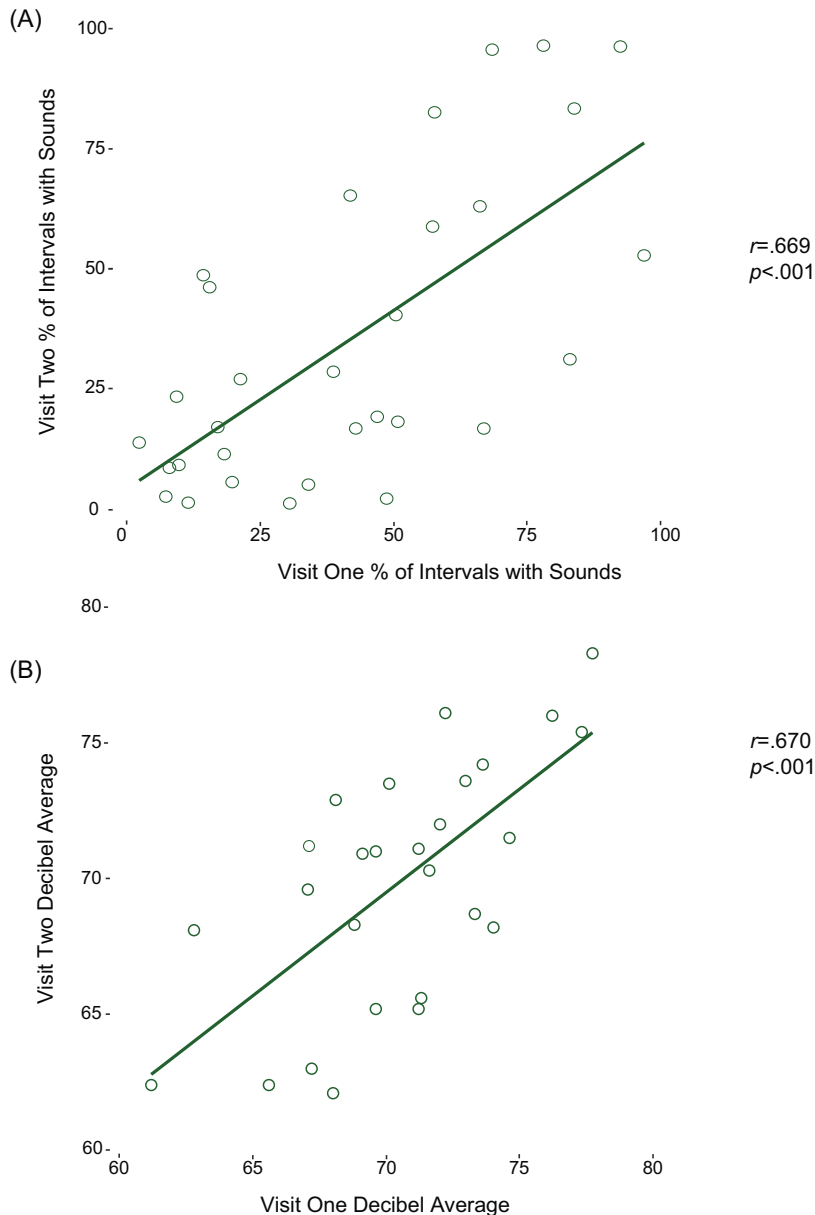 (A)
100-
75-
50-
25-
0 -
Visit Two % of Intervals with Sounds
r=.669
p<.001
0 25 50 75 100
Visit One % of Intervals with Sounds
(B)
80-
75-
70-
65-
60-
Visit Two Decibel Average
r=.670
p<.001
60 65 70 75 80
Visit One Decibel Average